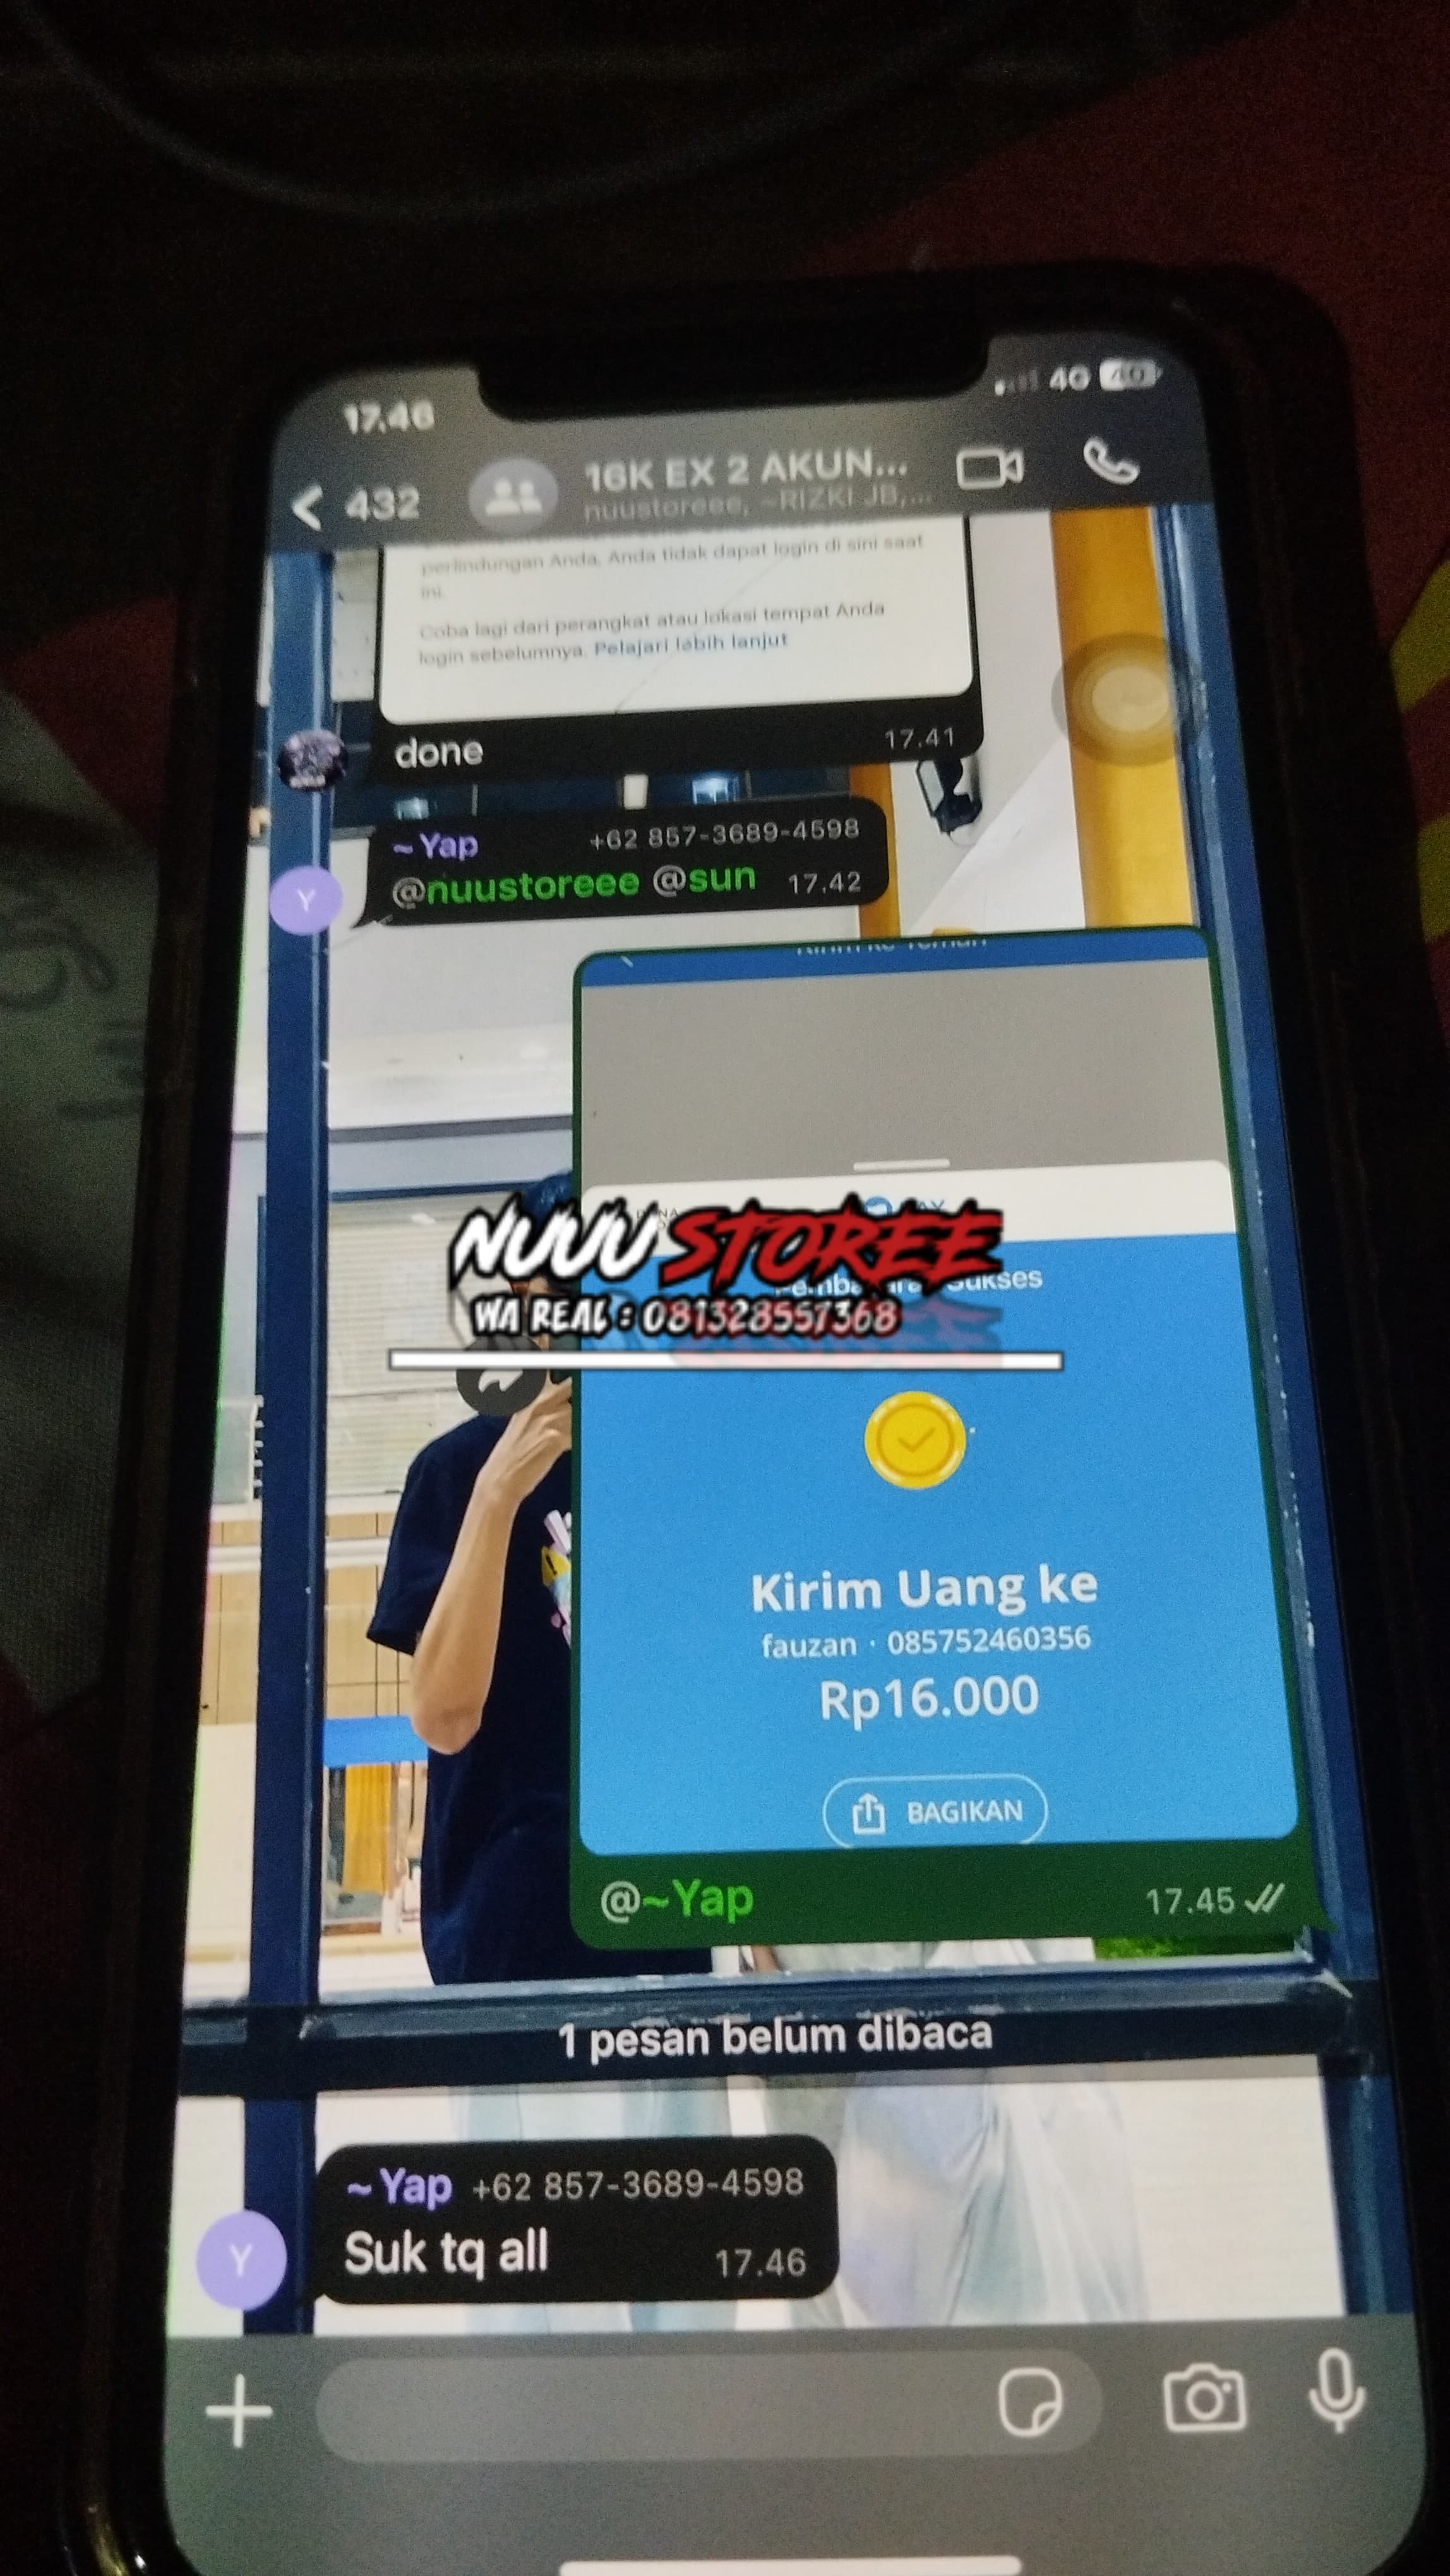 17.46
4G 40
432
16K EX 2 AKUN...
nuustoreee, ~RIZKI JB,...
perlindungan Anda, Anda tidak dapat login di sini saat
ini.
Coba lagi dari perangkat atau lokasi tempat Anda
login sebelumnya. Pelajari lebih lanjut
done
17.41
~Yap +62 857-3689-4598
Y
@nuustoreee @sun 17.42
NUUU STOREE
Sukses
WA REAL : 081328557368
Kirim Uang ke
fauzan · 085752460356
Rp16.000
BAGIKAN
@~Yap
17.45
1 pesan belum dibaca
~Yap +62 857-3689-4598
Y
Suk tq all
17.46